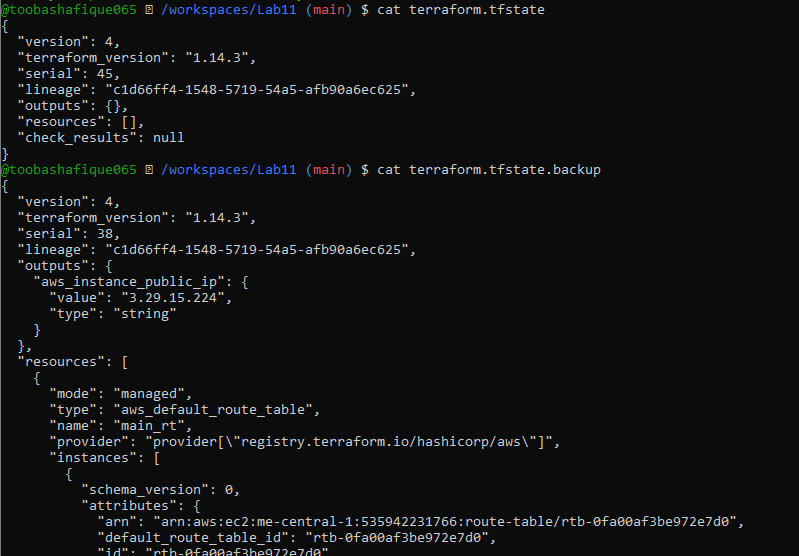 @toobashafique065 /workspaces/Lab11 (main) $ cat terraform.tfstate
{
  "version": 4,
  "terraform_version": "1.14.3",
  "serial": 45,
  "lineage": "c1d66ff4-1548-5719-54a5-afb90a6ec625",
  "outputs": {},
  "resources": [],
  "check_results": null
}
@toobashafique065 /workspaces/Lab11 (main) $ cat terraform.tfstate.backup
{
  "version": 4,
  "terraform_version": "1.14.3",
  "serial": 38,
  "lineage": "c1d66ff4-1548-5719-54a5-afb90a6ec625",
  "outputs": {
    "aws_instance_public_ip": {
      "value": "3.29.15.224",
      "type": "string"
    }
  },
  "resources": [
    {
      "mode": "managed",
      "type": "aws_default_route_table",
      "name": "main_rt",
      "provider": "provider[\"registry.terraform.io/hashicorp/aws\"]",
      "instances": [
        {
          "schema_version": 0,
          "attributes": {
            "arn": "arn:aws:ec2:me-central-1:535942231766:route-table/rtb-0fa00af3be972e7d0",
            "default_route_table_id": "rtb-0fa00af3be972e7d0",
            "id": "rtb-0fa00af3be972e7d0"